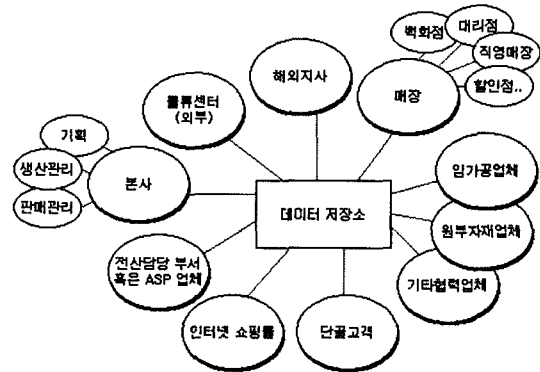 백화점
대리점
직영매장
할인점..
매장
해외지사
물류센터
(외부)
기획
생산관리
판매관리
본사
데이터 저장소
임가공업체
원부자재업체
기타협력업체
전산담당 부서
혹은 ASP 업체
인터넷 쇼핑몰
단골고객